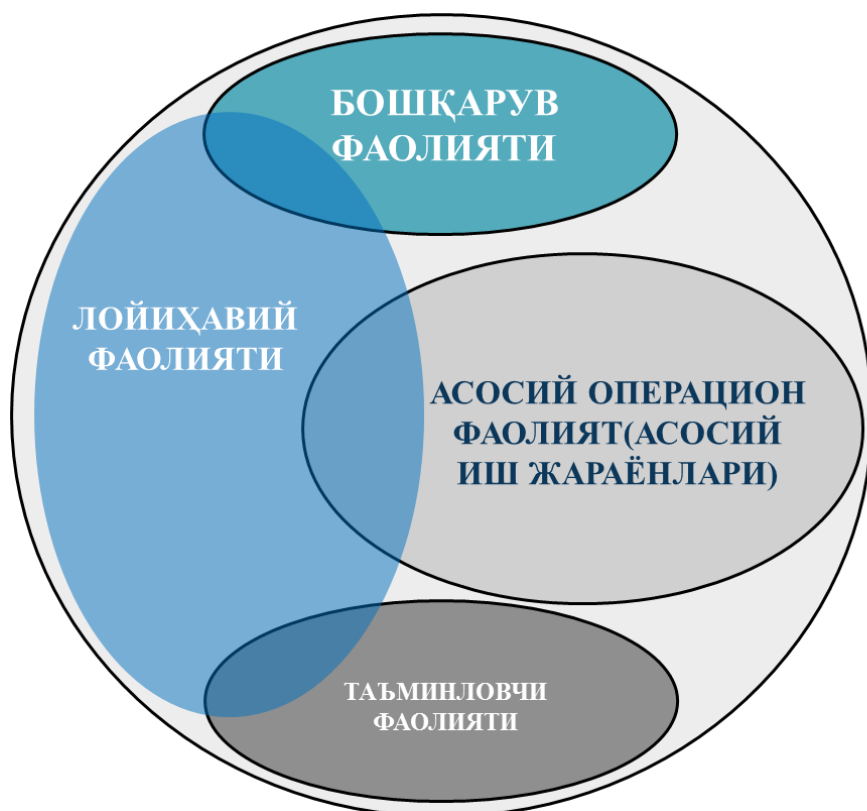 БОШҚАРУВ
ФАОЛИЯТИ
ЛОЙИҲАВИЙ
ФАОЛИЯТИ
АСОСИЙ ОПЕРАЦИОН
ФАОЛИЯТ(АСОСИЙ
ИШ ЖАРАЁНЛАРИ)
ТАЪМИНЛОВЧИ
ФАОЛИЯТИ